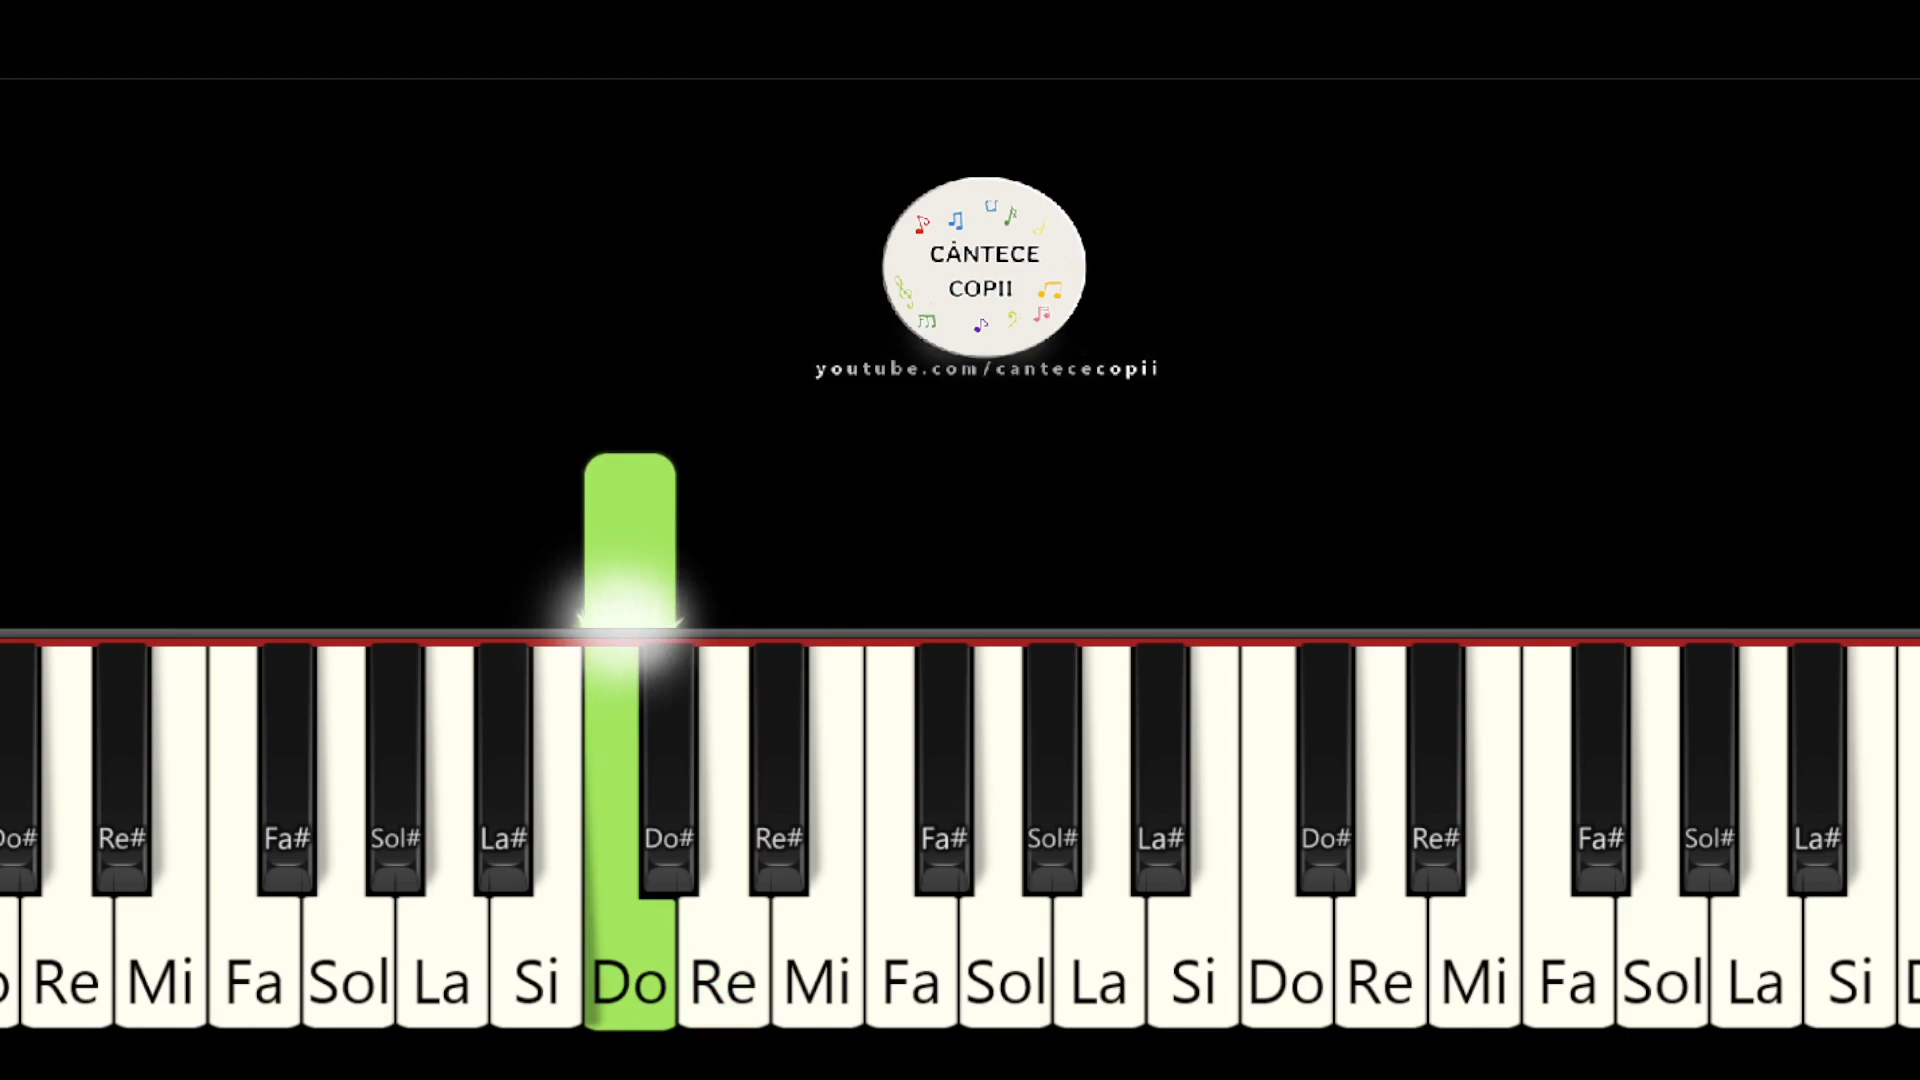 CÂNTECE
COPII
youtube.com/cantececopii
Do# Re# Fa# Sol# La# Do# Re# Fa# Sol# La# Do# Re# Fa# Sol# La#
Re Mi Fa Sol La Si Do Re Mi Fa Sol La Si Do Re Mi Fa Sol La Si